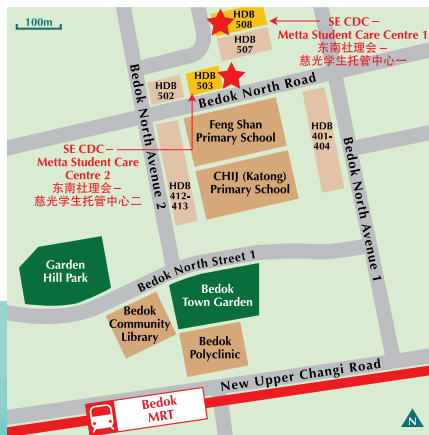 100m
HDB
508
SE CDC –
Metta Student Care Centre 1
东南社理会 –
慈光学生托管中心一
HDB
507
HDB
502
HDB
503
Bedok North Road
Bedok North Avenue 2
SE CDC –
Metta Student Care
Centre 2
东南社理会 –
慈光学生托管中心二
Feng Shan
Primary School
HDB
401-
404
CHIJ (Katong)
Primary School
HDB
412-
413
Bedok North Avenue 1
Garden
Hill Park
Bedok North Street 1
Bedok
Town Garden
Bedok
Community
Library
Bedok
Polyclinic
New Upper Changi Road
Bedok
MRT
N